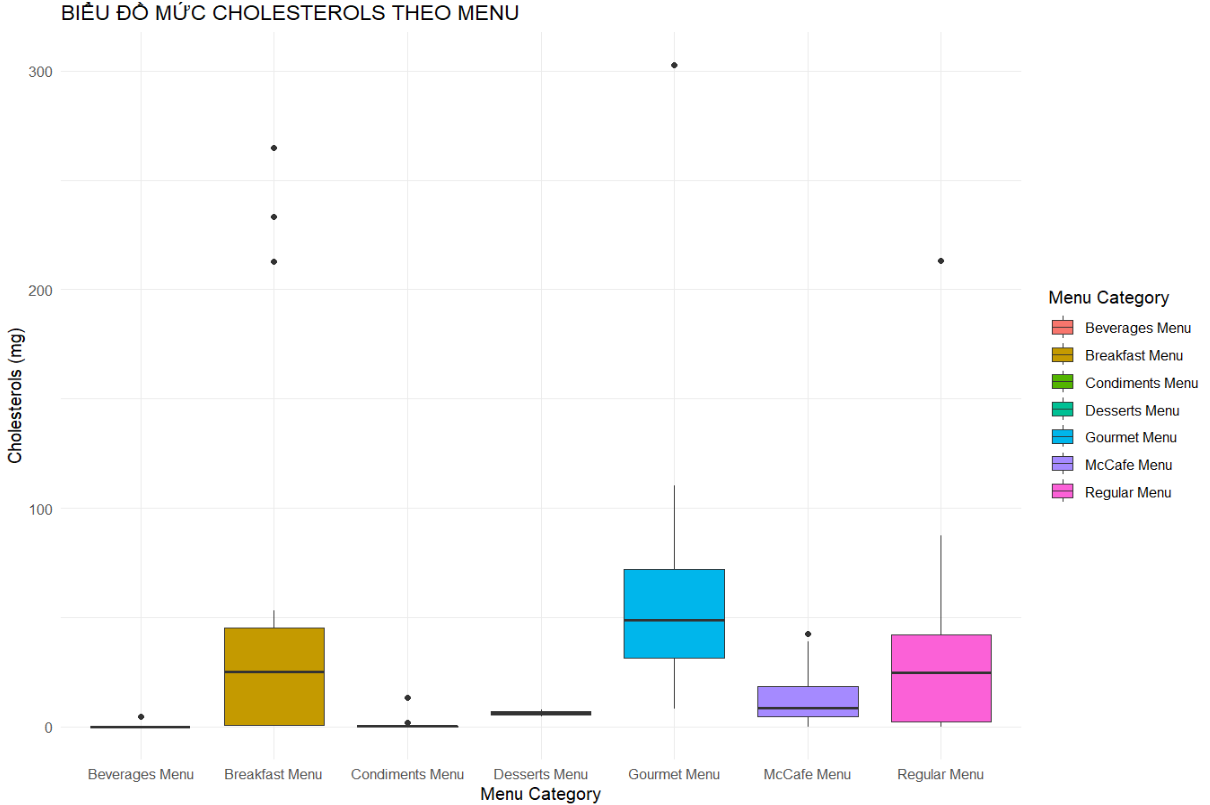 BIỂU ĐỒ MỨC CHOLESTEROLS THEO MENU
300
200
100
0
Cholesterols (mg)
Beverages Menu
Breakfast Menu
Condiments Menu
Desserts Menu
Gourmet Menu
McCafe Menu
Regular Menu
Menu Category
Menu Category
Beverages Menu
Breakfast Menu
Condiments Menu
Desserts Menu
Gourmet Menu
McCafe Menu
Regular Menu